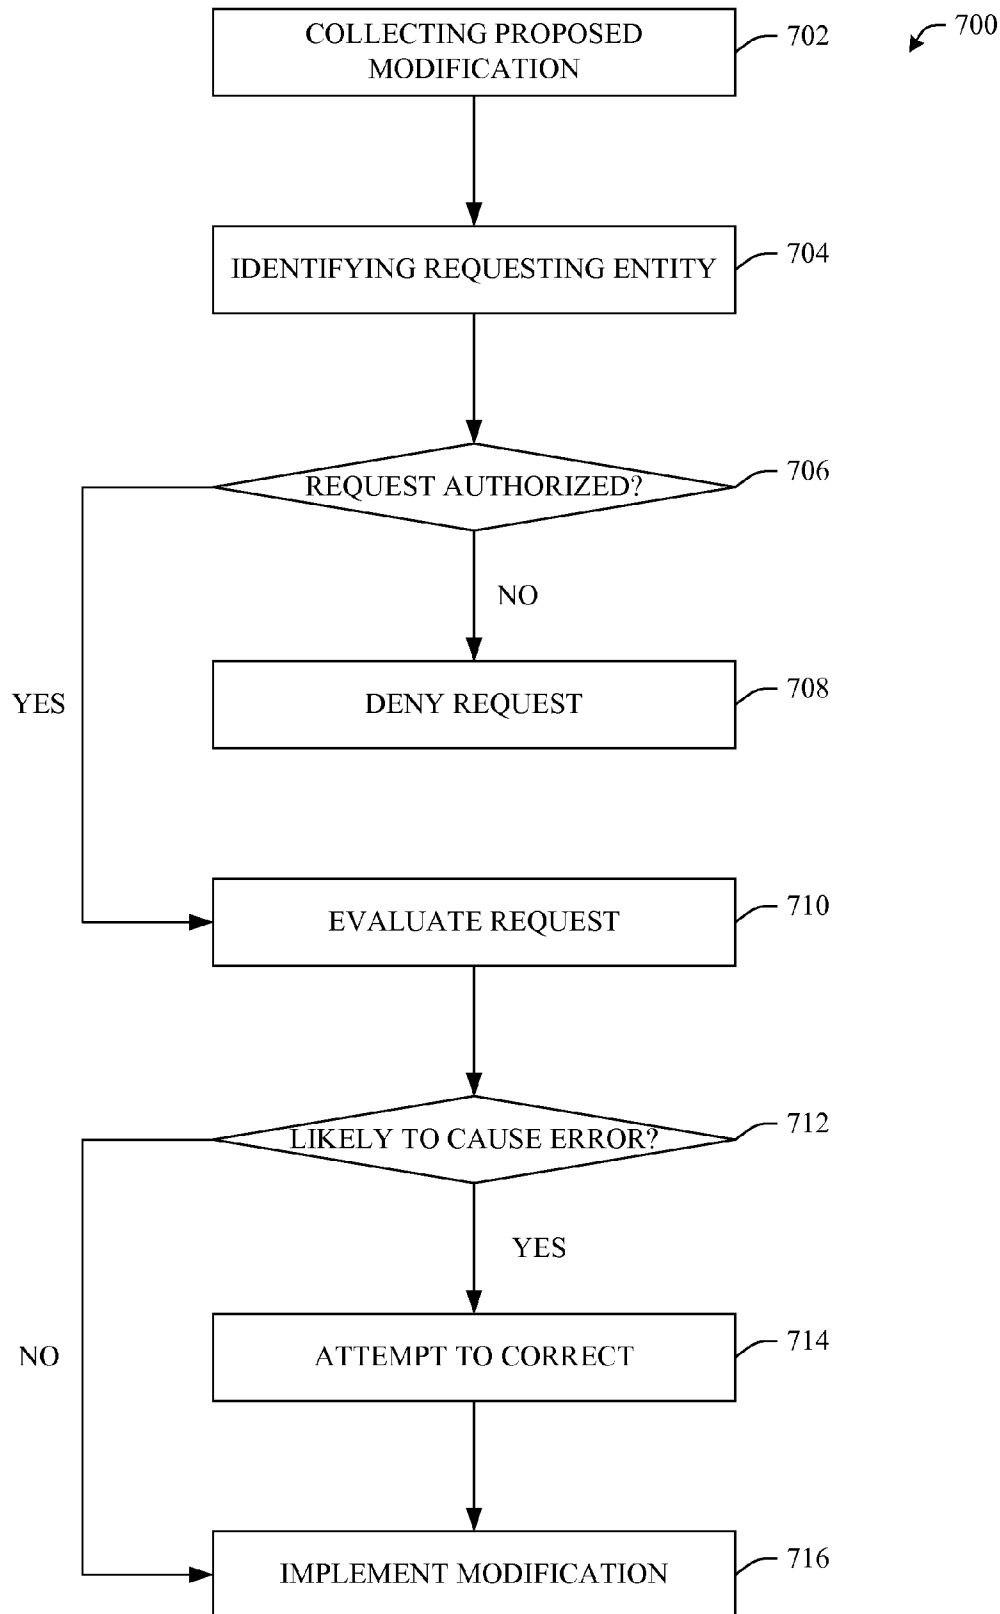 COLLECTING PROPOSED
MODIFICATION
702
700
IDENTIFYING REQUESTING ENTITY
704
REQUEST AUTHORIZED?
706
NO
YES
DENY REQUEST
708
EVALUATE REQUEST
710
LIKELY TO CAUSE ERROR?
712
YES
NO
ATTEMPT TO CORRECT
714
IMPLEMENT MODIFICATION
716